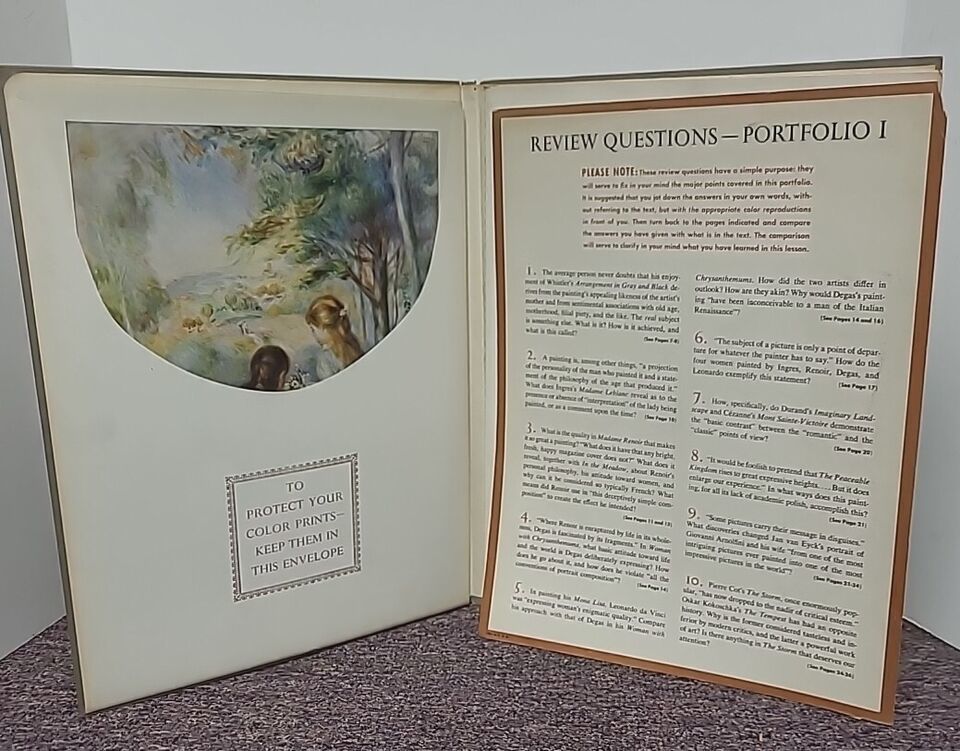 TO
PROTECT YOUR
COLOR PRINTS—
KEEP THEM IN
THIS ENVELOPE
REVIEW QUESTIONS — PORTFOLIO I
PLEASE NOTE: These review questions have a simple purpose: they
will serve to fix in your mind the major points covered in this portfolio.
It is suggested that you jot down the answers in your own words, with-
out referring to the text, but with the appropriate color reproductions
in front of you. Then turn back to the pages indicated and compare
the answers you have given with what is in the text. The comparison
will serve to clarify in your mind what you have learned in this lesson.
1. The average person never doubts that his enjoy-
ment of Whistler's Arrangement in Gray and Black de-
rives from the painting's appealing likeness of the artist's
mother and from sentimental associations with old age,
motherhood, filial piety, and the like. The real subject
is something else. What is it? How is it achieved, and
what is this called? (See Pages 7-8)
2. A painting is, among other things, "a projection
of the personality of the man who painted it and a state-
ment of the philosophy of the age that produced it."
What does Ingres's Madame Leblanc reveal as to the
presence or absence of "interpretation" of the lady being
painted, or as a comment upon the time? (See Page 10)
3. What is the quality in Madame Renoir that makes
it so great a painting? What does it have that any bright,
fresh, happy magazine cover does not? What does it
reveal, together with In the Meadow, about Renoir's
personal philosophy, his attitude toward women, and
why can it be considered so typically French? What
means did Renoir use in "this deceptively simple com-
position" to create the effect he intended?
(See Pages 11 and 13)
4. "Where Renoir is enraptured by life in its whole-
ness, Degas is fascinated by its fragments." In Woman
with Chrysanthemums, what basic attitude toward life
and the world is Degas deliberately expressing? How
does he go about it, and how does he violate "all the
conventions of portrait composition"? (See Page 14)
5. In painting his Mona Lisa, Leonardo da Vinci
was "expressing woman's enigmatic quality." Compare
his approach with that of Degas in his Woman with
Chrysanthemums. How did the two artists differ in
outlook? How are they akin? Why would Degas's paint-
ing "have been inconceivable to a man of the Italian
Renaissance"? (See Pages 14 and 16)
6. "The subject of a picture is only a point of depar-
ture for whatever the painter has to say." How do the
four women painted by Ingres, Renoir, Degas, and
Leonardo exemplify this statement? (See Page 17)
7. How, specifically, do Durand's Imaginary Land-
scape and Cézanne's Mont Sainte-Victoire demonstrate
the "basic contrast" between the "romantic" and the
"classic" points of view? (See Page 20)
8. "It would be foolish to pretend that The Peaceable
Kingdom rises to great expressive heights.... But it does
enlarge our experience." In what ways does this paint-
ing, for all its lack of academic polish, accomplish this?
(See Page 21)
9. "Some pictures carry their message in disguises."
What discoveries changed Jan van Eyck's portrait of
Giovanni Arnolfini and his wife "from one of the most
intriguing pictures ever painted into one of the most
impressive pictures in the world"? (See Pages 21-24)
10. Pierre Cot's The Storm, once enormously pop-
ular, "has now dropped to the nadir of critical esteem."
Oskar Kokoschka's The Tempest has had an opposite
history. Why is the former considered tasteless and in-
ferior by modern critics, and the latter a powerful work
of art? Is there anything in The Storm that deserves our
attention? (See Pages 24-26)